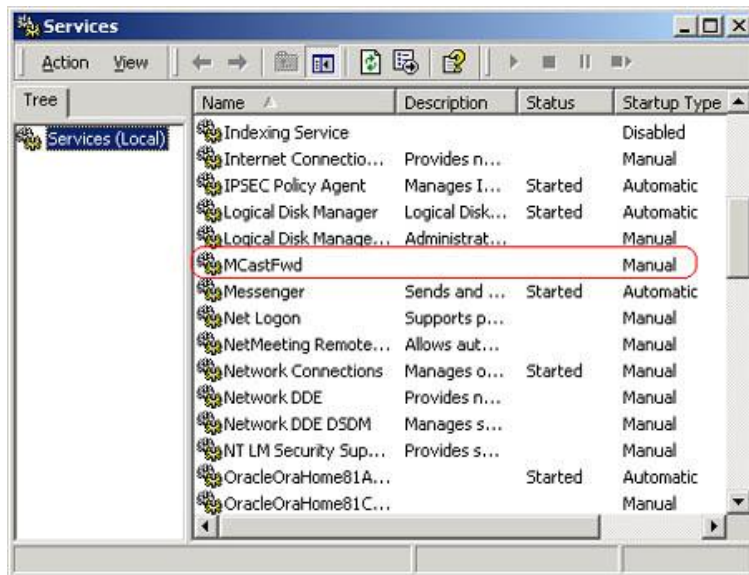 Services
Action View
Tree
Name Description Status Startup Type
Services (Local)
Indexing Service Disabled
Internet Connectio... Provides n... Manual
IPSEC Policy Agent Manages I... Started Automatic
Logical Disk Manager Logical Disk... Started Automatic
Logical Disk Manage... Administrat... Manual
MCastFwd Manual
Messenger Sends and ... Started Automatic
Net Logon Supports p... Manual
NetMeeting Remote... Allows aut... Manual
Network Connections Manages o... Started Manual
Network DDE Provides n... Manual
Network DDE DSDM Manages s... Manual
NT LM Security Sup... Provides s... Manual
OracleOraHome81A... Started Automatic
OracleOraHome81C... Manual